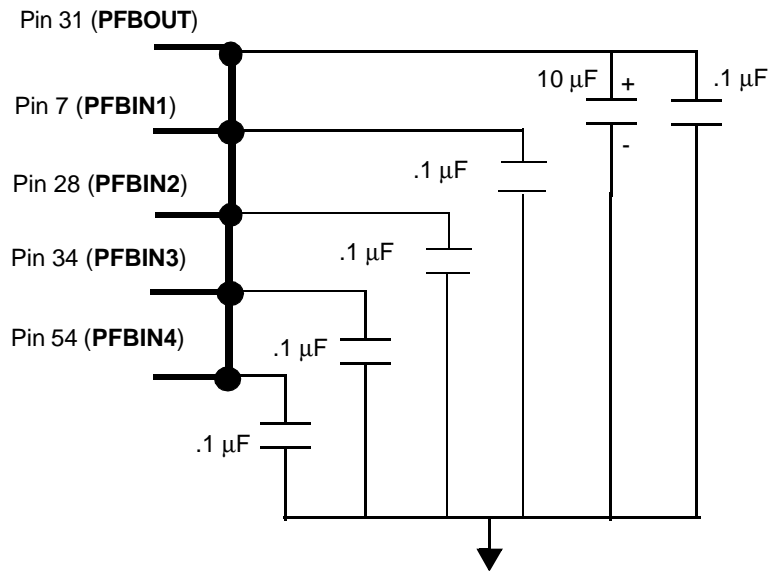 Pin 31 (PFBOUT)
10 µF
+
-
.1 µF
Pin 7 (PFBIN1)
.1 µF
Pin 28 (PFBIN2)
.1 µF
Pin 34 (PFBIN3)
.1 µF
Pin 54 (PFBIN4)
.1 µF